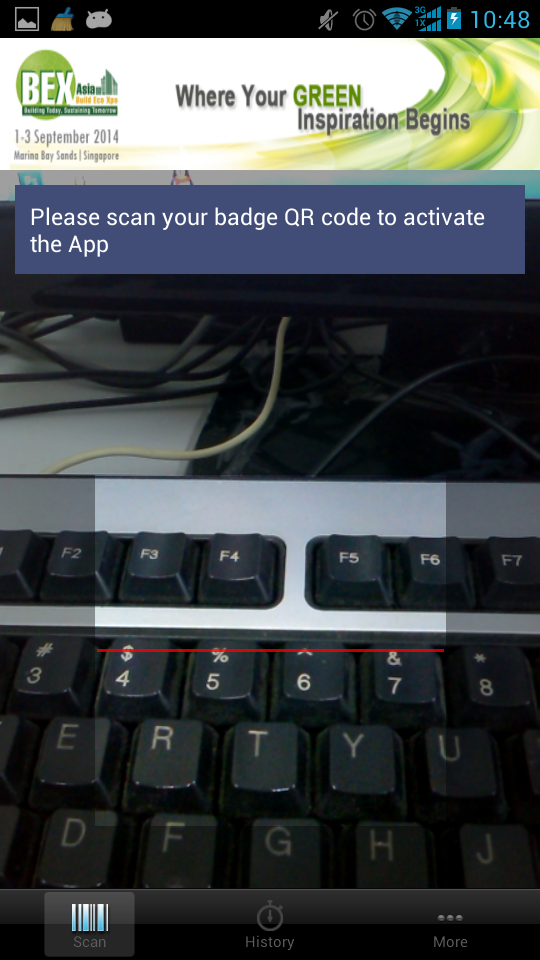 3G
1X
10:48
BEX Asia
Build Eco Xpo
Building Today, Sustaining Tomorrow
1-3 September 2014
Marina Bay Sands | Singapore
Where Your GREEN
Inspiration Begins
Please scan your badge QR code to activate
the App
F2 F3 F4 F5 F6 F7
# $ % ^ & *
3 4 5 6 7 8
E R T Y U
D F G H J
Scan History More